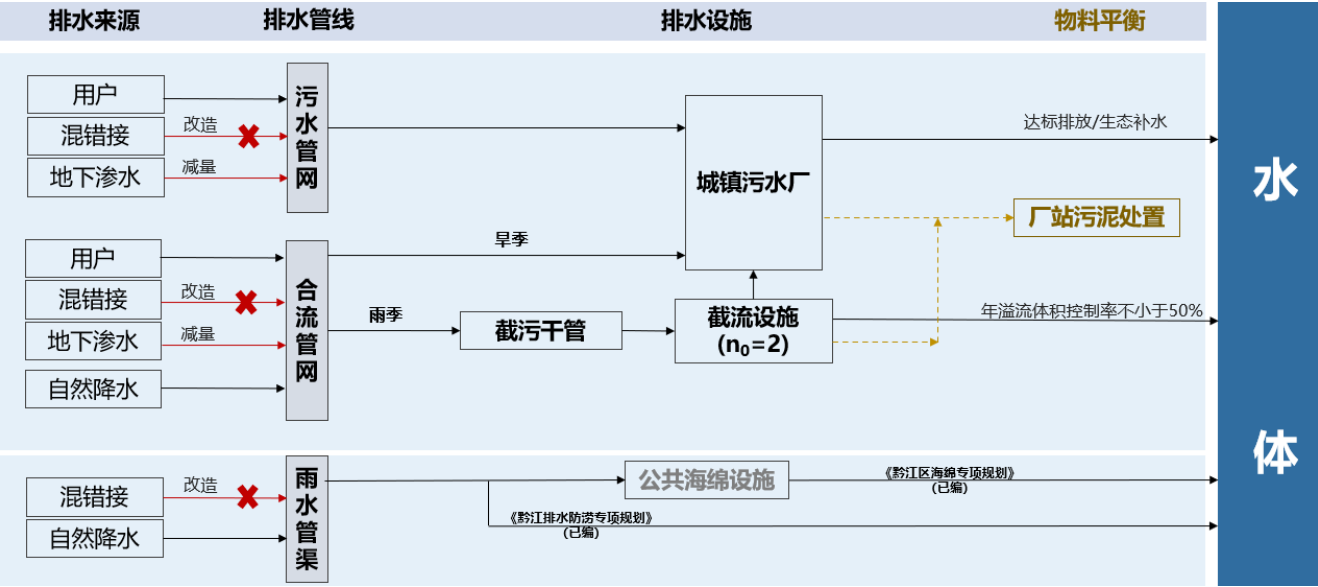 排水来源
排水管线
排水设施
物料平衡
用户
混错接
地下渗水
改造
减量
污水管网
城镇污水厂
达标排放/生态补水
厂站污泥处置
用户
混错接
地下渗水
自然降水
改造
减量
合流管网
旱季
雨季
截污干管
截流设施
(n₀=2)
年溢流体积控制率不小于50%
混错接
自然降水
改造
雨水管渠
公共海绵设施
《黔江区海绵专项规划》
(已编)
《黔江排水防涝专项规划》
(已编)
水体